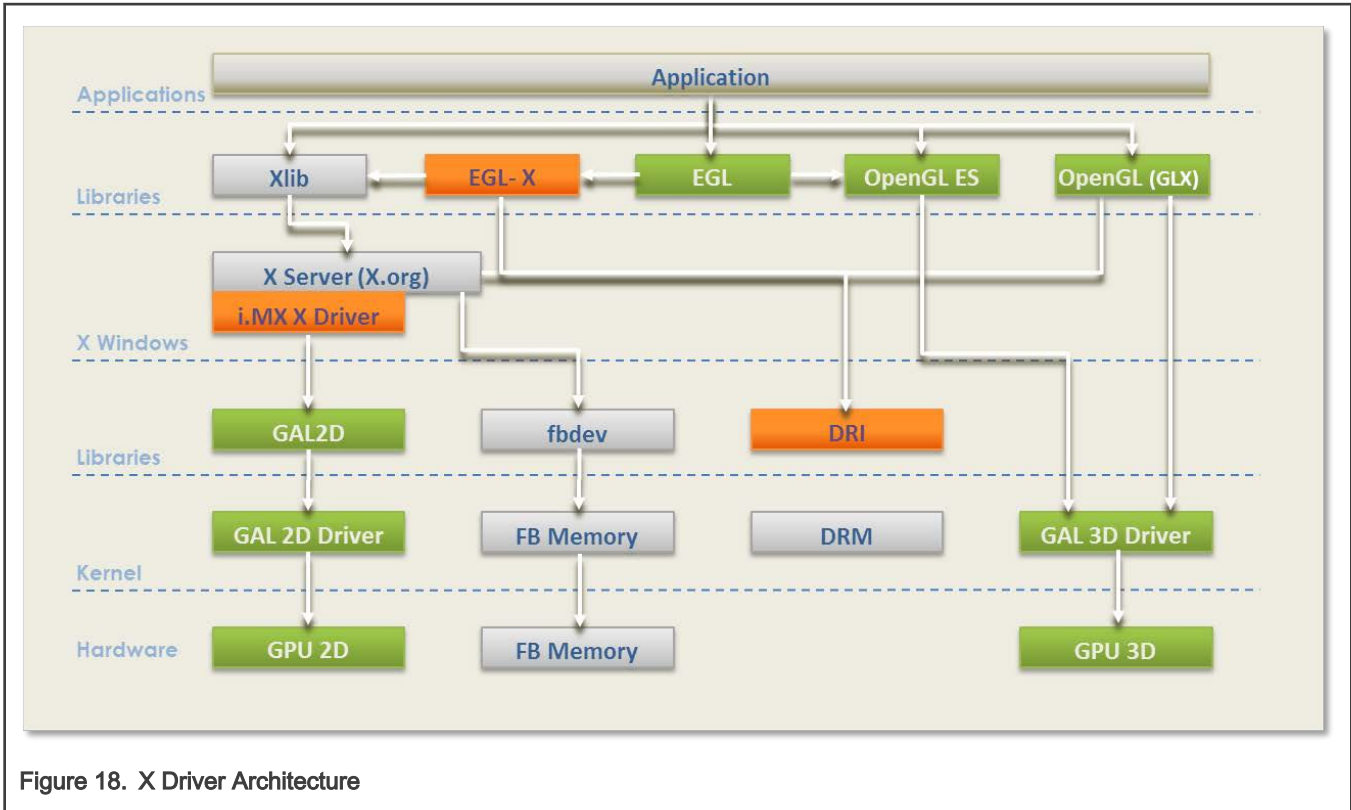 Application
Applications
Xlib
EGL- X
EGL
OpenGL ES
OpenGL (GLX)
Libraries
X Server (X.org)
i.MX X Driver
X Windows
GAL2D
fbdev
DRI
Libraries
GAL 2D Driver
FB Memory
DRM
GAL 3D Driver
Kernel
Hardware
GPU 2D
FB Memory
GPU 3D
Figure 18. X Driver Architecture